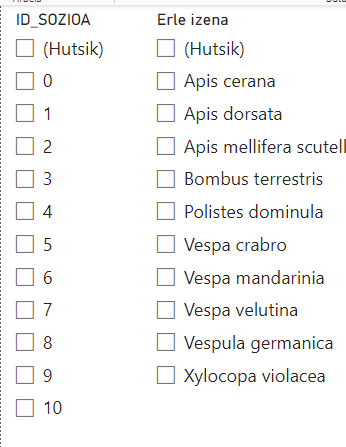 ID_SOZIOA
(Hutsik)
0
1
2
3
4
5
6
7
8
9
10
Erle izena
(Hutsik)
Apis cerana
Apis dorsata
Apis mellifera scutell
Bombus terrestris
Polistes dominula
Vespa crabro
Vespa mandarinia
Vespa velutina
Vespula germanica
Xylocopa violacea